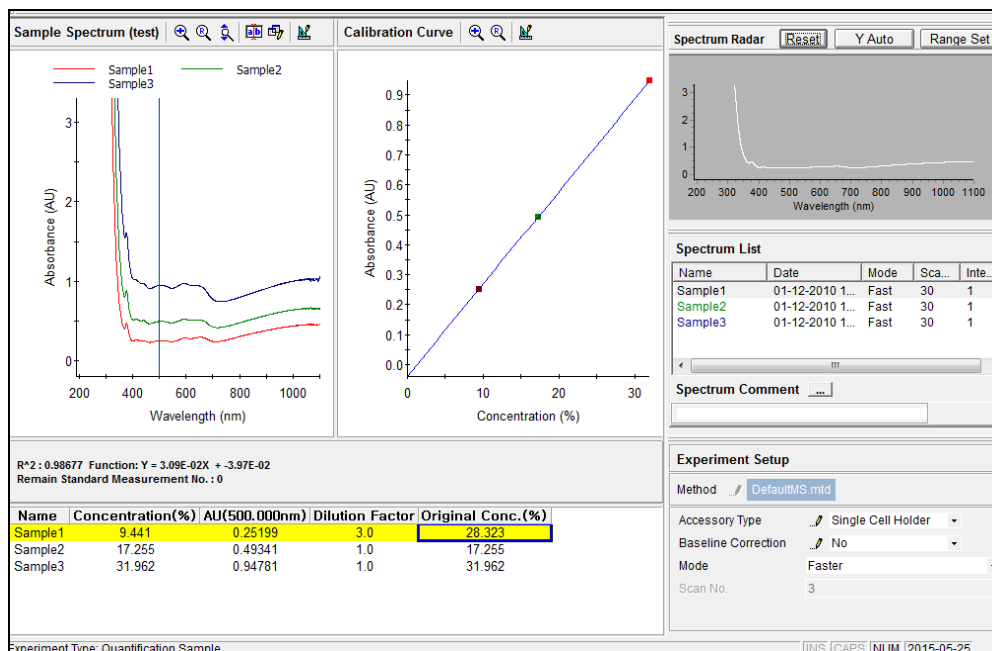 Sample Spectrum (test)
Calibration Curve
Spectrum Radar Reset Y Auto Range Set
Sample1 Sample2
Sample3
3
2
1
0
Absorbance (AU)
200 400 600 800 1000
Wavelength (nm)
0.9
0.8
0.7
0.6
0.5
0.4
0.3
0.2
0.1
0.0
Absorbance (AU)
0 10 20 30
Concentration (%)
3
2
1
0
200 300 400 500 600 700 800 900 1000 1100
Wavelength (nm)
Spectrum List
Name Date Mode Sca... Inte...
Sample1 01-12-2010 1... Fast 30 1
Sample2 01-12-2010 1... Fast 30 1
Sample3 01-12-2010 1... Fast 30 1
Spectrum Comment ...
R^2 : 0.98677 Function: Y = 3.09E-02X + -3.97E-02
Remain Standard Measurement No. : 0
Name Concentration(%) AU(500.000nm) Dilution Factor Original Conc.(%)
Sample1 9.441 0.25199 3.0 28.323
Sample2 17.255 0.49341 1.0 17.255
Sample3 31.962 0.94781 1.0 31.962
Experiment Setup
Method DefaultMS.mtd
Accessory Type Single Cell Holder
Baseline Correction No
Mode Faster
Scan No. 3
Experiment Type: Quantification Sample
INS CAPS NUM 2015-05-25